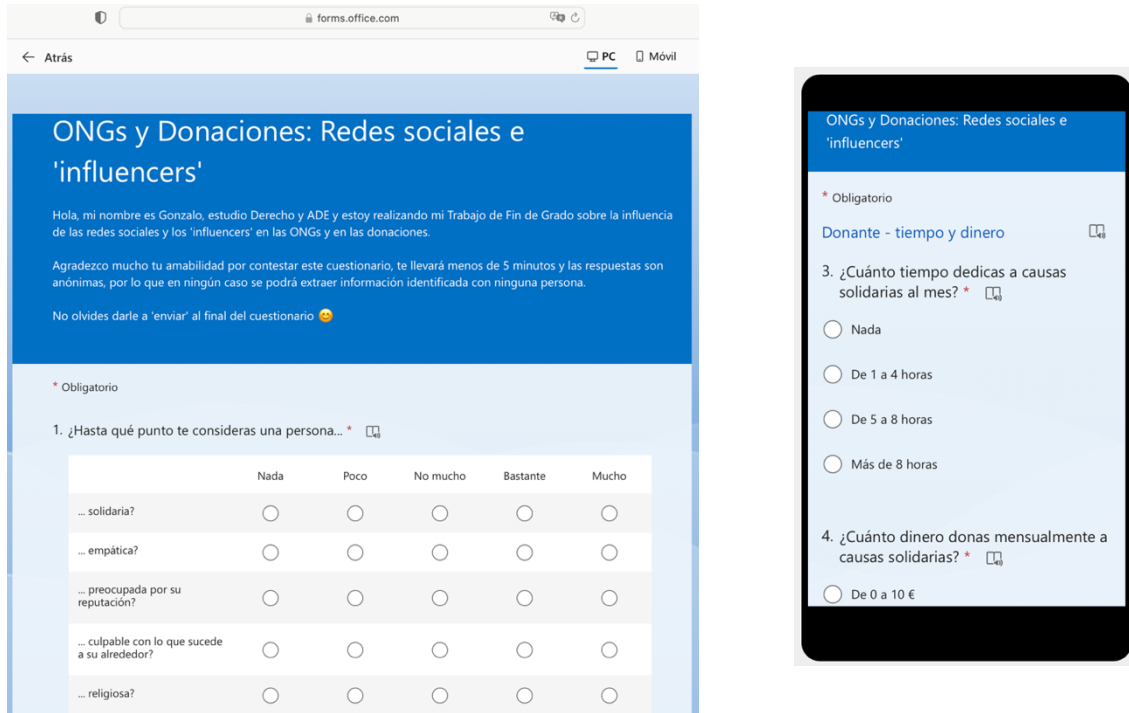 forms.office.com
Atrás
PC
Móvil
ONGs y Donaciones: Redes sociales e
'influencers'
Hola, mi nombre es Gonzalo, estudio Derecho y ADE y estoy realizando mi Trabajo de Fin de Grado sobre la influencia
de las redes sociales y los 'influencers' en las ONGs y en las donaciones.
Agradezco mucho tu amabilidad por contestar este cuestionario, te llevará menos de 5 minutos y las respuestas son
anónimas, por lo que en ningún caso se podrá extraer información identificada con ninguna persona.
No olvides darle a 'enviar' al final del cuestionario 😊
* Obligatorio
1. ¿Hasta qué punto te consideras una persona... *
Nada Poco No mucho Bastante Mucho
... solidaria?
... empática?
... preocupada por su
reputación?
... culpable con lo que sucede
a su alrededor?
... religiosa?
ONGs y Donaciones: Redes sociales e
'influencers'
* Obligatorio
Donante - tiempo y dinero
3. ¿Cuánto tiempo dedicas a causas
solidarias al mes? *
Nada
De 1 a 4 horas
De 5 a 8 horas
Más de 8 horas
4. ¿Cuánto dinero donas mensualmente a
causas solidarias? *
De 0 a 10 €